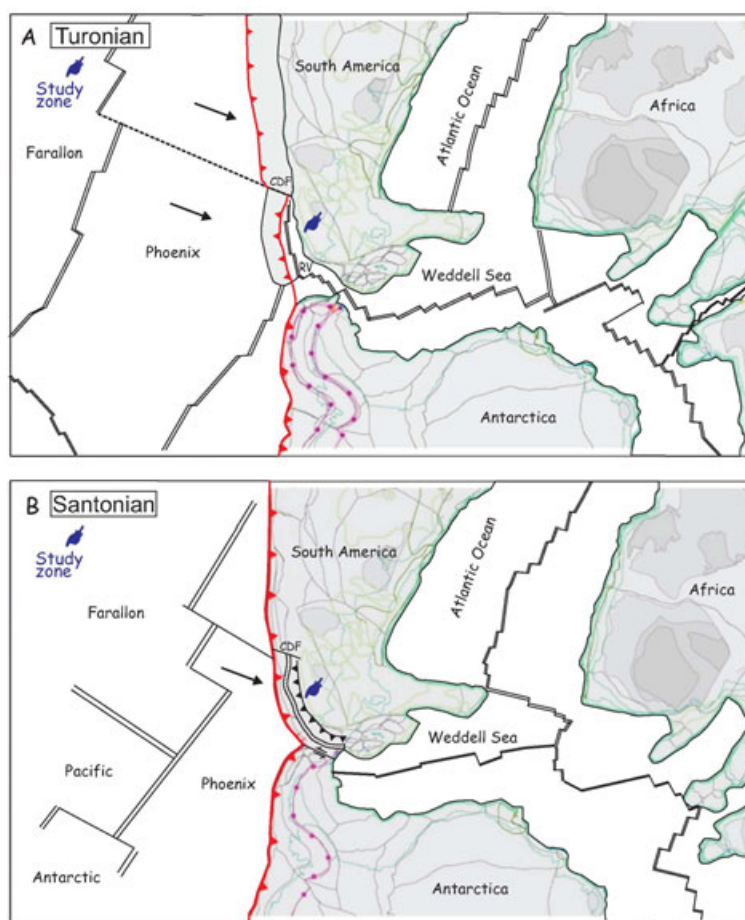 A Turonian
Study
zone
Farallon
Phoenix
CDF
RV
South America
Atlantic Ocean
Africa
Weddell Sea
Antarctica
B Santonian
Study
zone
Farallon
Pacific
Antarctic
Phoenix
CDF
South America
Atlantic Ocean
Africa
Weddell Sea
Antarctica